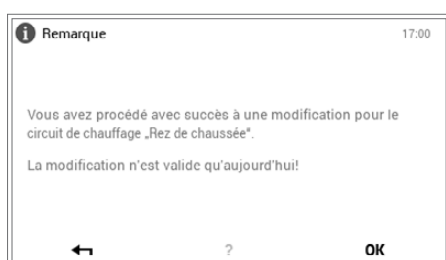 i Remarque 17:00
Vous avez procédé avec succès à une modification pour le
circuit de chauffage „Rez de chaussée“.
La modification n'est valide qu'aujourd'hui!
? OK